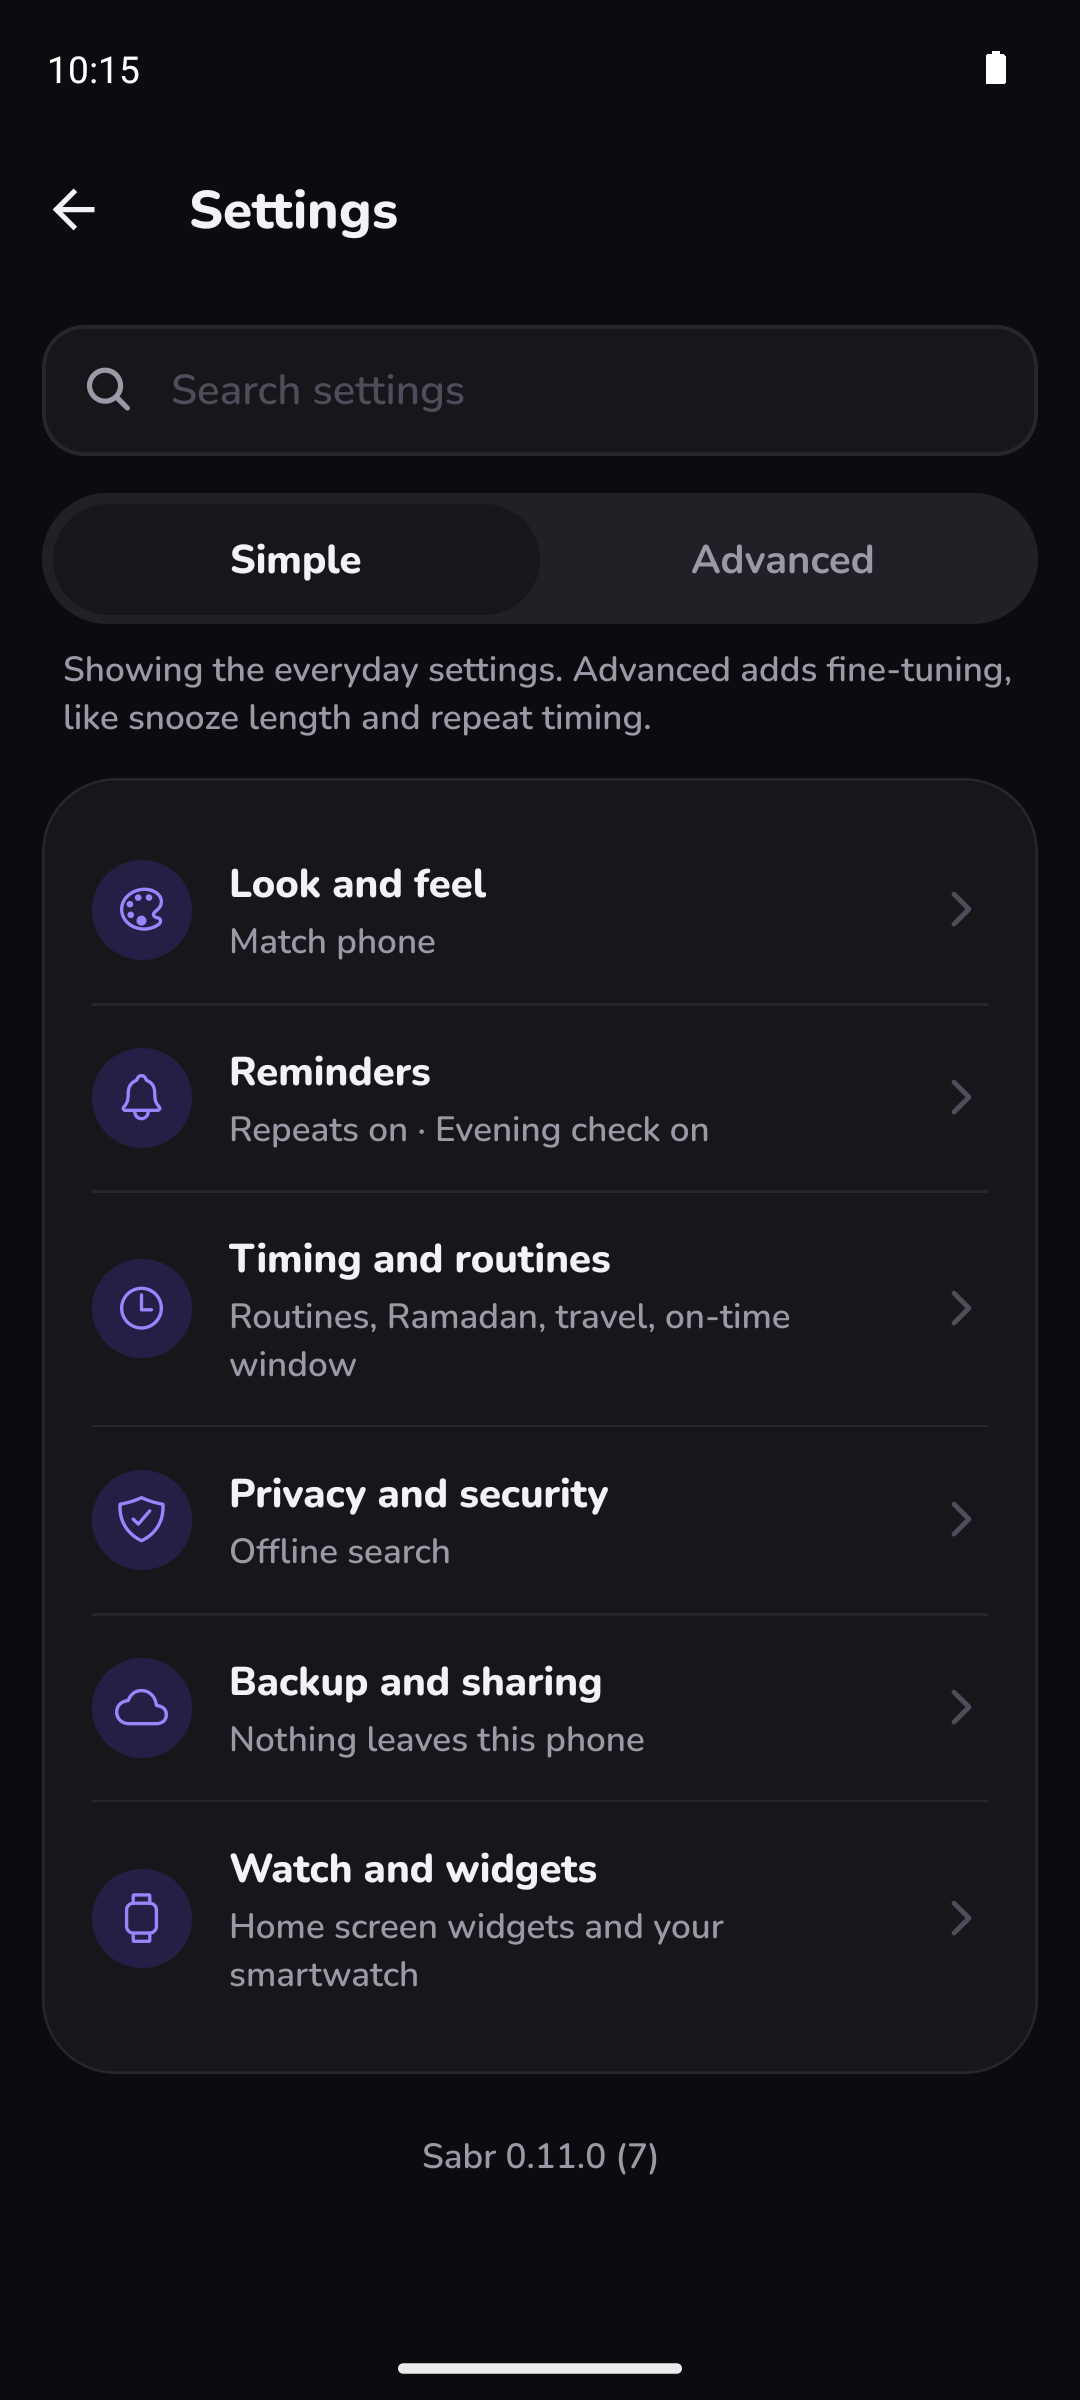 10:15
Settings
Search settings
Simple
Advanced
Showing the everyday settings. Advanced adds fine-tuning,
like snooze length and repeat timing.
Look and feel
Match phone
Reminders
Repeats on · Evening check on
Timing and routines
Routines, Ramadan, travel, on-time
window
Privacy and security
Offline search
Backup and sharing
Nothing leaves this phone
Watch and widgets
Home screen widgets and your
smartwatch
Sabr 0.11.0 (7)